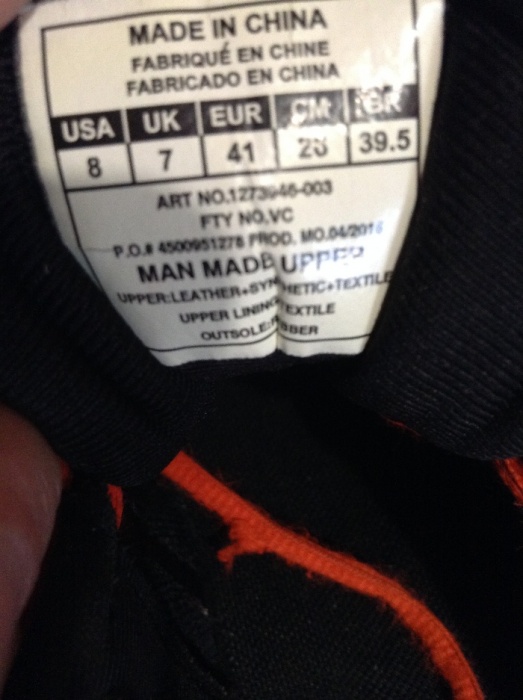 MADE IN CHINA
FABRIQUÉ EN CHINE
FABRICADO EN CHINA
USA UK EUR CM BR
8 7 41 39.5
ART NO.1273946-003
FTY NO.VC
P.O.# 4500951278 PROD. MO.04/2016
MAN MADE UPPER
UPPER:LEATHER+SYNTHETIC+TEXTILE
UPPER LINING TEXTILE
OUTSOLE:RUBBER